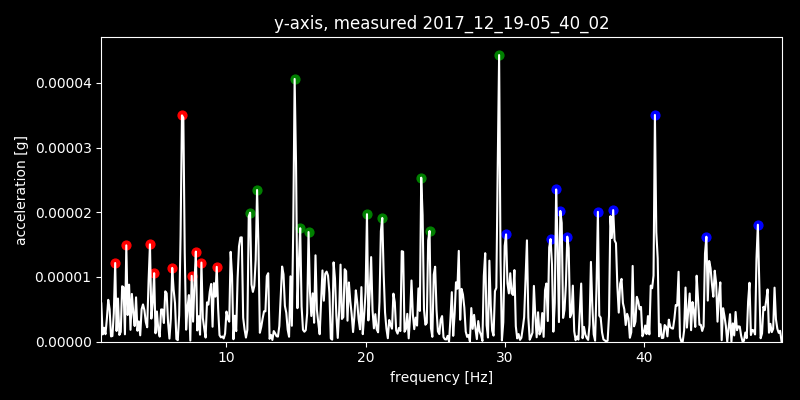 y-axis, measured 2017_12_19-05_40_02
acceleration [g]
0.00004
0.00003
0.00002
0.00001
0.00000
10 20 30 40
frequency [Hz]